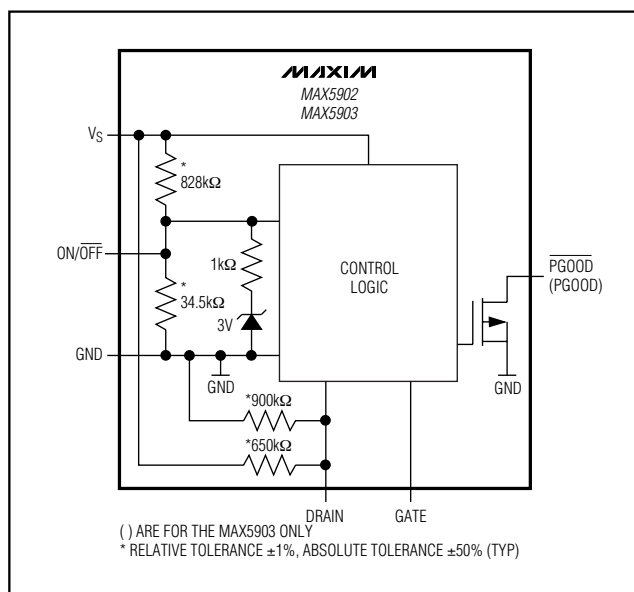 MAXIM
MAX5902
MAX5903
VS
*
828kΩ
ON/OFF
1kΩ
*
34.5kΩ
3V
CONTROL
LOGIC
PGOOD
(PGOOD)
GND
GND
GND
*900kΩ
*650kΩ
DRAIN
GATE
( ) ARE FOR THE MAX5903 ONLY
* RELATIVE TOLERANCE ±1%, ABSOLUTE TOLERANCE ±50% (TYP)